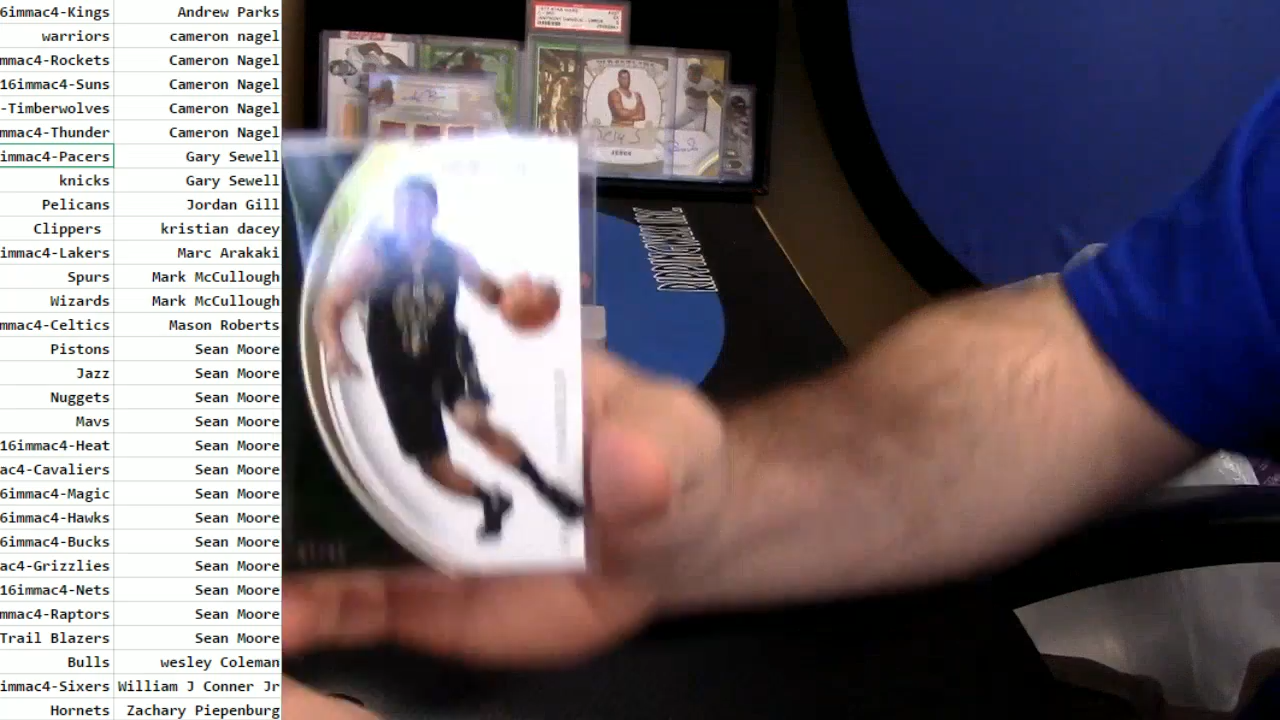 6immac4-Kings Andrew Parks
warriors cameron nagel
mmac4-Rockets Cameron Nagel
16immac4-Suns Cameron Nagel
-Timberwolves Cameron Nagel
mmac4-Thunder Cameron Nagel
immac4-Pacers Gary Sewell
knicks Gary Sewell
Pelicans Jordan Gill
Clippers kristian dacey
immac4-Lakers Marc Arakaki
Spurs Mark McCullough
Wizards Mark McCullough
mmac4-Celtics Mason Roberts
Pistons Sean Moore
Jazz Sean Moore
Nuggets Sean Moore
Mavs Sean Moore
16immac4-Heat Sean Moore
ac4-Cavaliers Sean Moore
6immac4-Magic Sean Moore
6immac4-Hawks Sean Moore
6immac4-Bucks Sean Moore
ac4-Grizzlies Sean Moore
16immac4-Nets Sean Moore
mmac4-Raptors Sean Moore
Trail Blazers Sean Moore
Bulls wesley Coleman
immac4-Sixers William J Conner Jr
Hornets Zachary Piepenburg